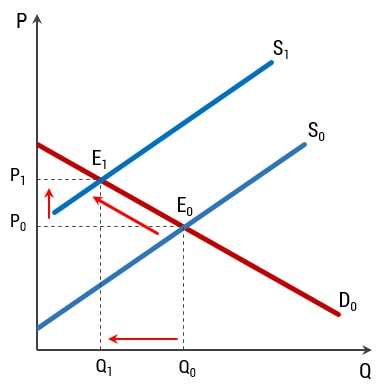 P
S₁
S₀
E₁
P₁
E₀
P₀
D₀
Q₁
Q₀
Q